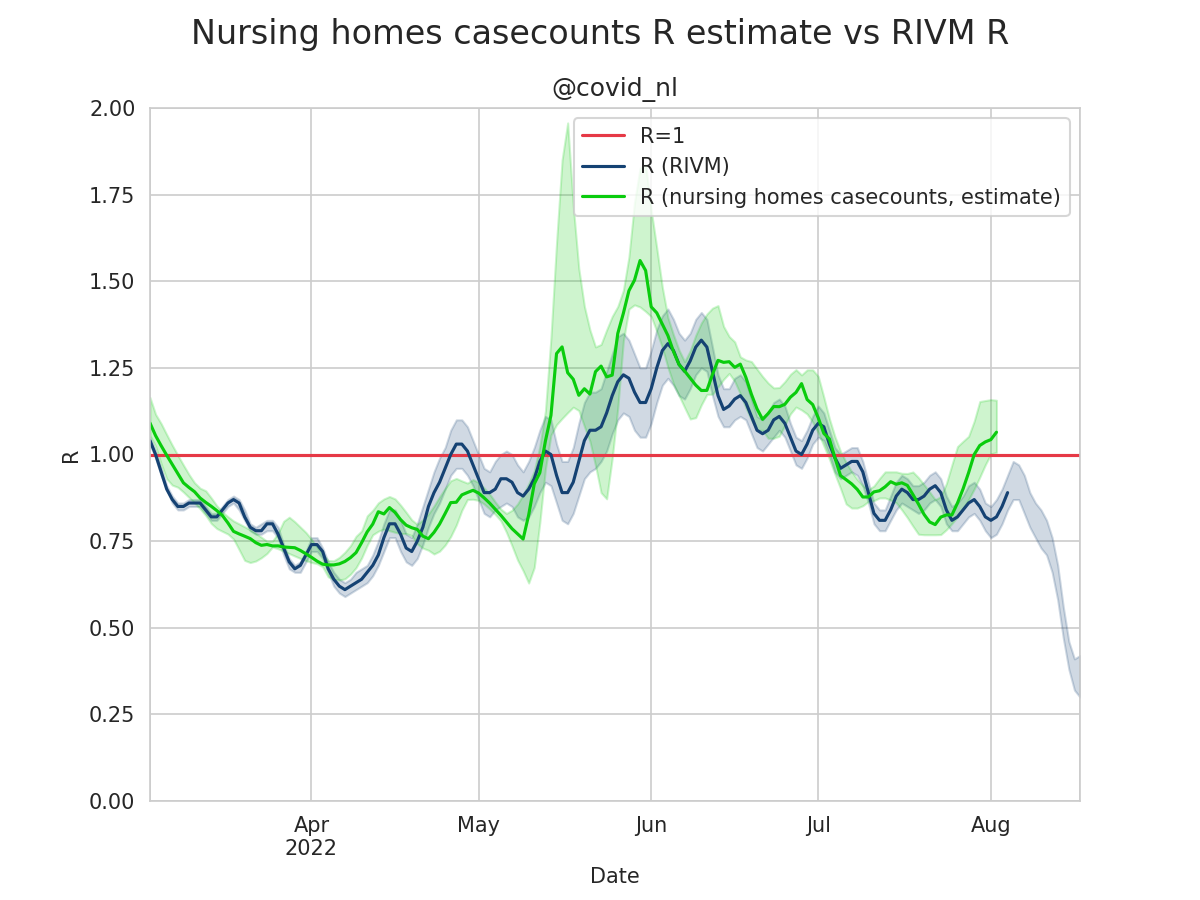 Nursing homes casecounts R estimate vs RIVM R
@covid_nl
R=1
R (RIVM)
R (nursing homes casecounts, estimate)
2.00
1.75
1.50
1.25
1.00
0.75
0.50
0.25
0.00
R
Apr
2022
May
Jun
Jul
Aug
Date